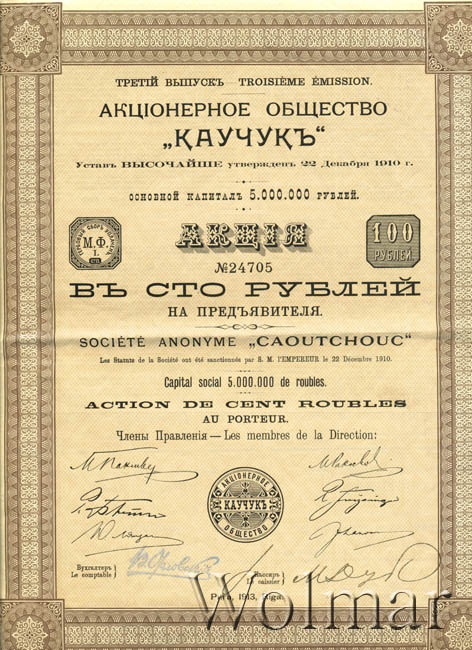 ТРЕТІЙ ВЫПУСКЪ TROISIÈME ÉMISSION.
АКЦІОНЕРНОЕ ОБЩЕСТВО
„КАУЧУКЪ“
Уставъ ВЫСОЧАЙШЕ утвержденъ 22 Декабря 1910 г.
ОСНОВНОЙ КАПИТАЛЪ 5.000.000 РУБЛЕЙ.
М.Ф.
1.
СП.
АКЦІЯ
100
РУБЛЕЙ.
№24705
ВЪ СТО РУБЛЕЙ
НА ПРЕДЪЯВИТЕЛЯ.
SOCIÉTÉ ANONYME „CAOUTCHOUC“
Les Statuts de la Société ont été sanctionnés par S. M. l'EMPEREUR le 22 Décembre 1910.
Capital social 5.000.000 de roubles.
ACTION DE CENT ROUBLES
AU PORTEUR.
Члены Правленія — Les membres de la Direction:
АКЦІОНЕРНОЕ
КАУЧУКЪ
ОБЩЕСТВО
Бухгалтеръ
Le comptable
Кассиръ
Le caissier
Рига, 1913, Riga.
Wolmar